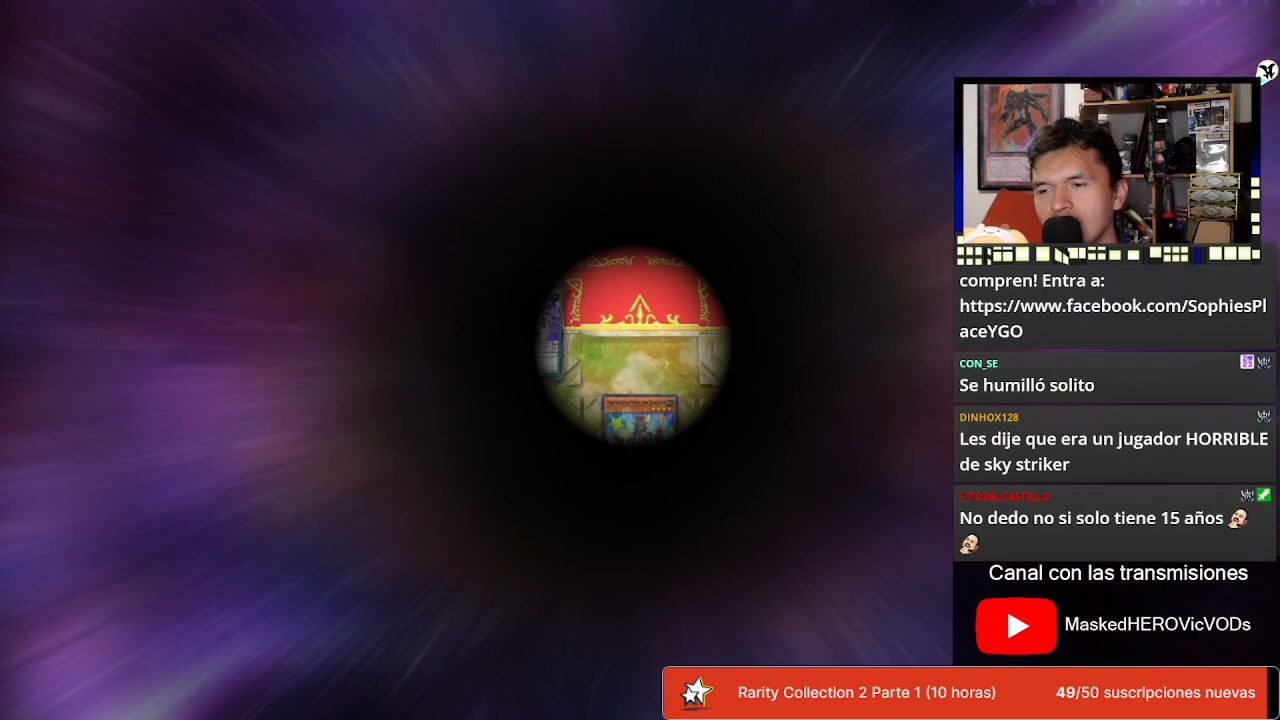 compren! Entra a:
https://www.facebook.com/SophiesPl
aceYGO
CON_SE
Se humilló solito
DINHOX128
Les dije que era un jugador HORRIBLE
de sky striker
FITODELCASTILLO
No dedo no si solo tiene 15 años
Canal con las transmisiones
MaskedHEROVicVODs
Rarity Collection 2 Parte 1 (10 horas)
49/50 suscripciones nuevas